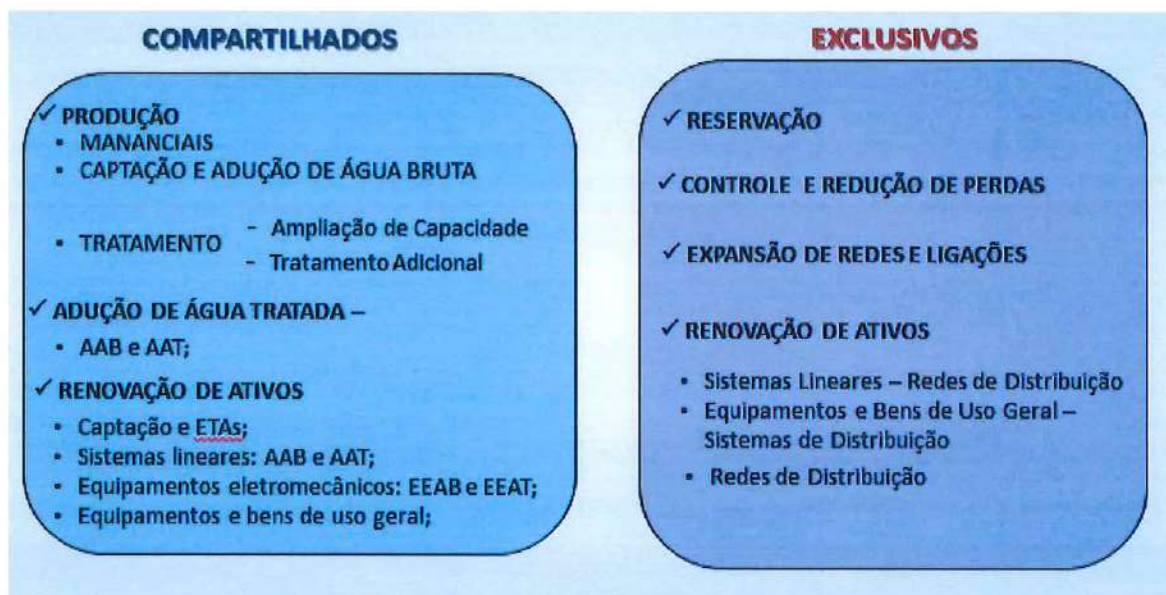 COMPARTILHADOS
✓ PRODUÇÃO
• MANANCIAIS
• CAPTAÇÃO E ADUÇÃO DE ÁGUA BRUTA
• TRATAMENTO
- Ampliação de Capacidade
- Tratamento Adicional
✓ ADUÇÃO DE ÁGUA TRATADA –
• AAB e AAT;
✓ RENOVAÇÃO DE ATIVOS
• Captação e ETAs;
• Sistemas lineares: AAB e AAT;
• Equipamentos eletromecânicos: EEAB e EEAT;
• Equipamentos e bens de uso geral;
EXCLUSIVOS
✓ RESERVAÇÃO
✓ CONTROLE E REDUÇÃO DE PERDAS
✓ EXPANSÃO DE REDES E LIGAÇÕES
✓ RENOVAÇÃO DE ATIVOS
• Sistemas Lineares – Redes de Distribuição
• Equipamentos e Bens de Uso Geral –
Sistemas de Distribuição
• Redes de Distribuição